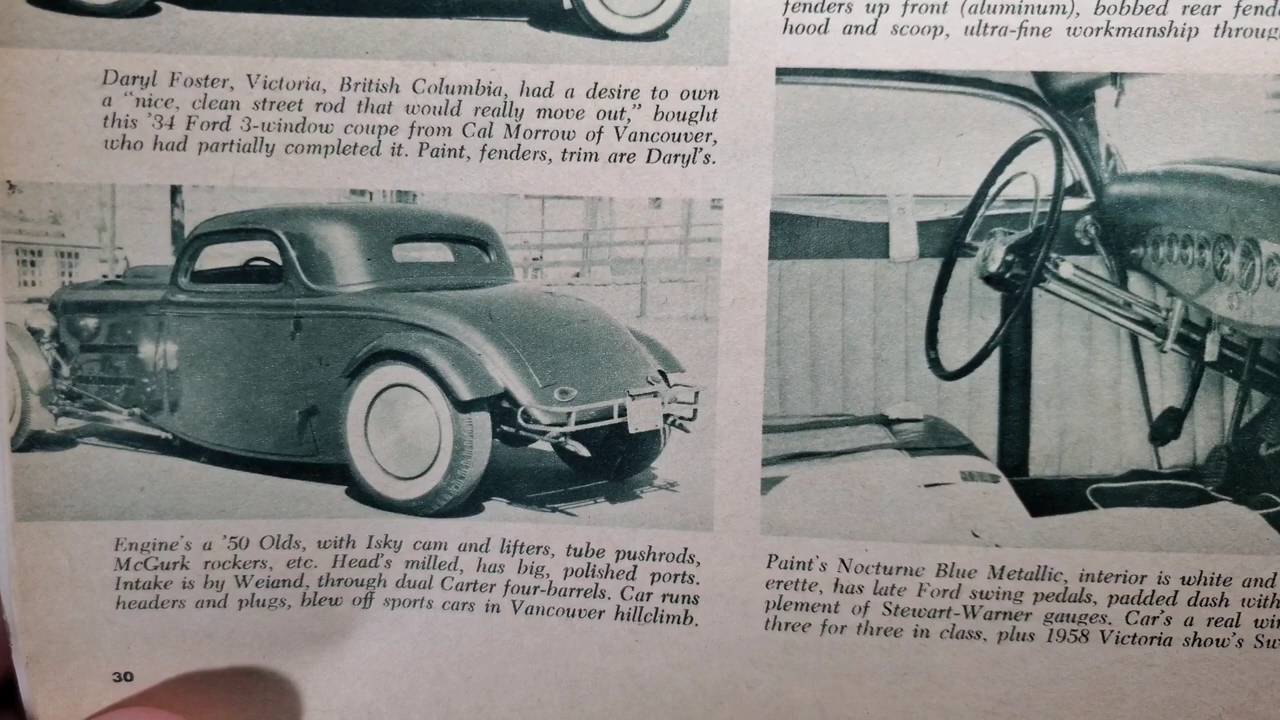 Daryl Foster, Victoria, British Columbia, had a desire to own
a "nice, clean street rod that would really move out," bought
this '34 Ford 3-window coupe from Cal Morrow of Vancouver,
who had partially completed it. Paint, fenders, trim are Daryl's.
Engine's a '50 Olds, with Isky cam and lifters, tube pushrods,
McGurk rockers, etc. Head's milled, has big, polished ports.
Intake is by Weiand, through dual Carter four-barrels. Car runs
headers and plugs, blew off sports cars in Vancouver hillclimb.
30
fenders up front (aluminum), bobbed rear
hood and scoop, ultra-fine workmanship
Paint's Nocturne Blue Metallic, interior is white and
erette, has late Ford swing pedals, padded dash with
plement of Stewart-Warner gauges. Car's a real
three for three in class, plus 1958 Victoria show's